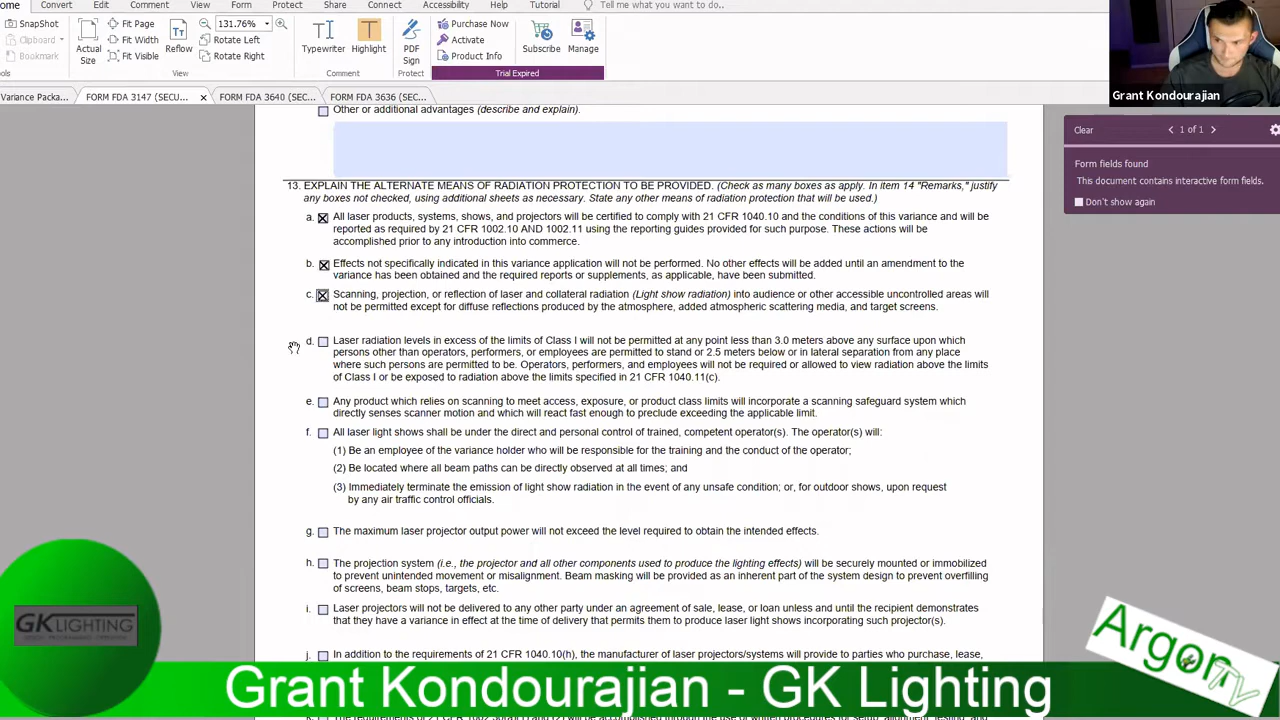 ome Convert Edit View Form Protect Share Connect Accessibility Help Tutorial Tell me what you want to do...
SnapShot Fit Page 131.76% Purchase Now
Clipboard Fit Width Rotate Left Activate
Bookmark Fit Visible Rotate Right Product Info
Actual Size Reflow Typewriter Highlight PDF Sign Subscribe Manage
ols View Comment Protect Trial Expired
Variance Packa... FORM FDA 3147 (SECU... FORM FDA 3640 (SEC... FORM FDA 3636 (SEC...
Grant Kondourajian
Clear 1 of 1
Form fields found
This document contains interactive form fields.
Don't show again
Other or additional advantages (describe and explain).
13. EXPLAIN THE ALTERNATE MEANS OF RADIATION PROTECTION TO BE PROVIDED. (Check as many boxes as apply. In item 14 "Remarks," justify
any boxes not checked, using additional sheets as necessary. State any other means of radiation protection that will be used.)
a. All laser products, systems, shows, and projectors will be certified to comply with 21 CFR 1040.10 and the conditions of this variance and will be
reported as required by 21 CFR 1002.10 AND 1002.11 using the reporting guides provided for such purpose. These actions will be
accomplished prior to any introduction into commerce.
b. Effects not specifically indicated in this variance application will not be performed. No other effects will be added until an amendment to the
variance has been obtained and the required reports or supplements, as applicable, have been submitted.
c. Scanning, projection, or reflection of laser and collateral radiation (Light show radiation) into audience or other accessible uncontrolled areas will
not be permitted except for diffuse reflections produced by the atmosphere, added atmospheric scattering media, and target screens.
d. Laser radiation levels in excess of the limits of Class I will not be permitted at any point less than 3.0 meters above any surface upon which
persons other than operators, performers, or employees are permitted to stand or 2.5 meters below or in lateral separation from any place
where such persons are permitted to be. Operators, performers, and employees will not be required or allowed to view radiation above the limits
of Class I or be exposed to radiation above the limits specified in 21 CFR 1040.11(c).
e. Any product which relies on scanning to meet access, exposure, or product class limits will incorporate a scanning safeguard system which
directly senses scanner motion and which will react fast enough to preclude exceeding the applicable limit.
f. All laser light shows shall be under the direct and personal control of trained, competent operator(s). The operator(s) will:
(1) Be an employee of the variance holder who will be responsible for the training and the conduct of the operator;
(2) Be located where all beam paths can be directly observed at all times; and
(3) Immediately terminate the emission of light show radiation in the event of any unsafe condition; or, for outdoor shows, upon request
by any air traffic control officials.
g. The maximum laser projector output power will not exceed the level required to obtain the intended effects.
h. The projection system (i.e., the projector and all other components used to produce the lighting effects) will be securely mounted or immobilized
to prevent unintended movement or misalignment. Beam masking will be provided as an inherent part of the system design to prevent overfilling
of screens, beam stops, targets, etc.
i. Laser projectors will not be delivered to any other party under an agreement of sale, lease, or loan unless and until the recipient demonstrates
that they have a variance in effect at the time of delivery that permits them to produce laser light shows incorporating such projector(s).
j. In addition to the requirements of 21 CFR 1040.10(h), the manufacturer of laser projectors/systems will provide to parties who purchase, lease,
GK LIGHTING
Argon TV
Grant Kondourajian - GK Lighting